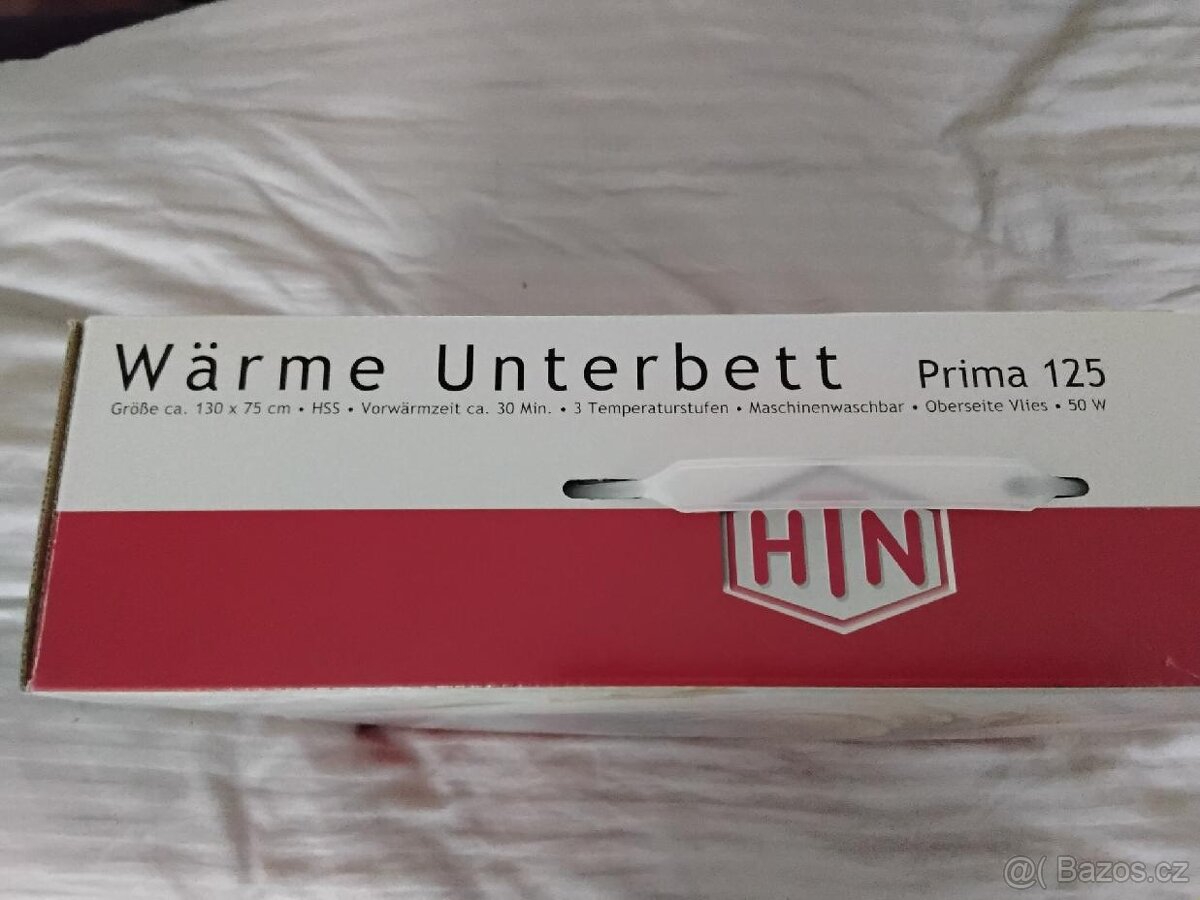 Wärme Unterbett Prima 125
Größe ca. 130 x 75 cm • HSS • Vorwärmzeit ca. 30 Min. • 3 Temperaturstufen • Maschinenwaschbar • Oberseite Vlies • 50 W
HTN
@( Bazos.cz